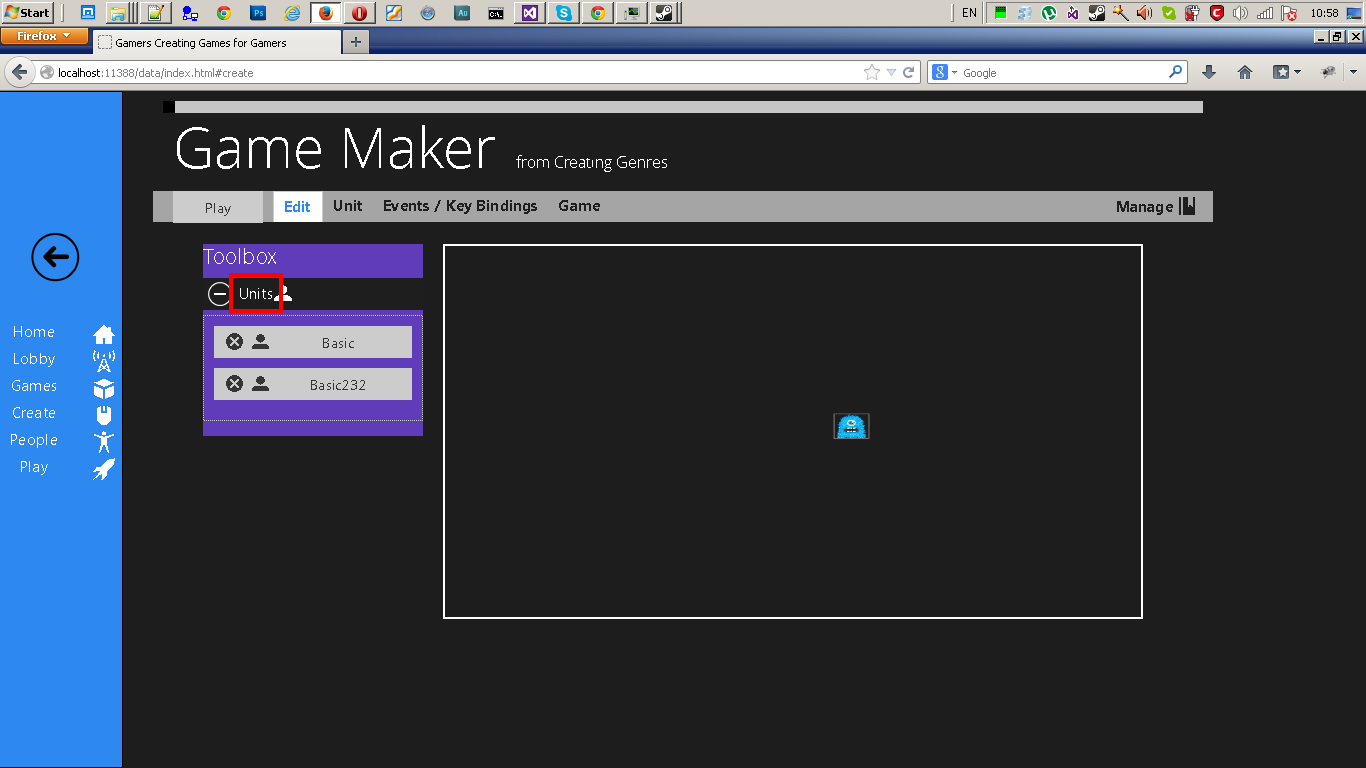 Start
EN
10:58
Firefox
Gamers Creating Games for Gamers
localhost:11388/data/index.html#create
Google
Game Maker from Creating Genres
Play Edit Unit Events / Key Bindings Game Manage
Toolbox
Units
Basic
Basic232
Home
Lobby
Games
Create
People
Play